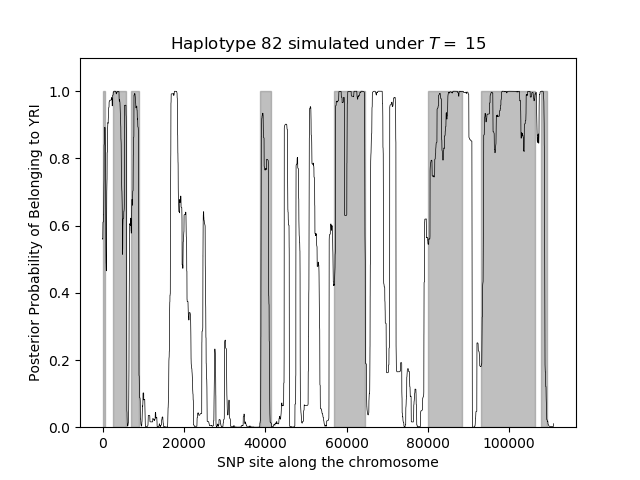 Haplotype 82 simulated under T = 15
Posterior Probability of Belonging to YRI
1.0
0.8
0.6
0.4
0.2
0.0
0 20000 40000 60000 80000 100000
SNP site along the chromosome